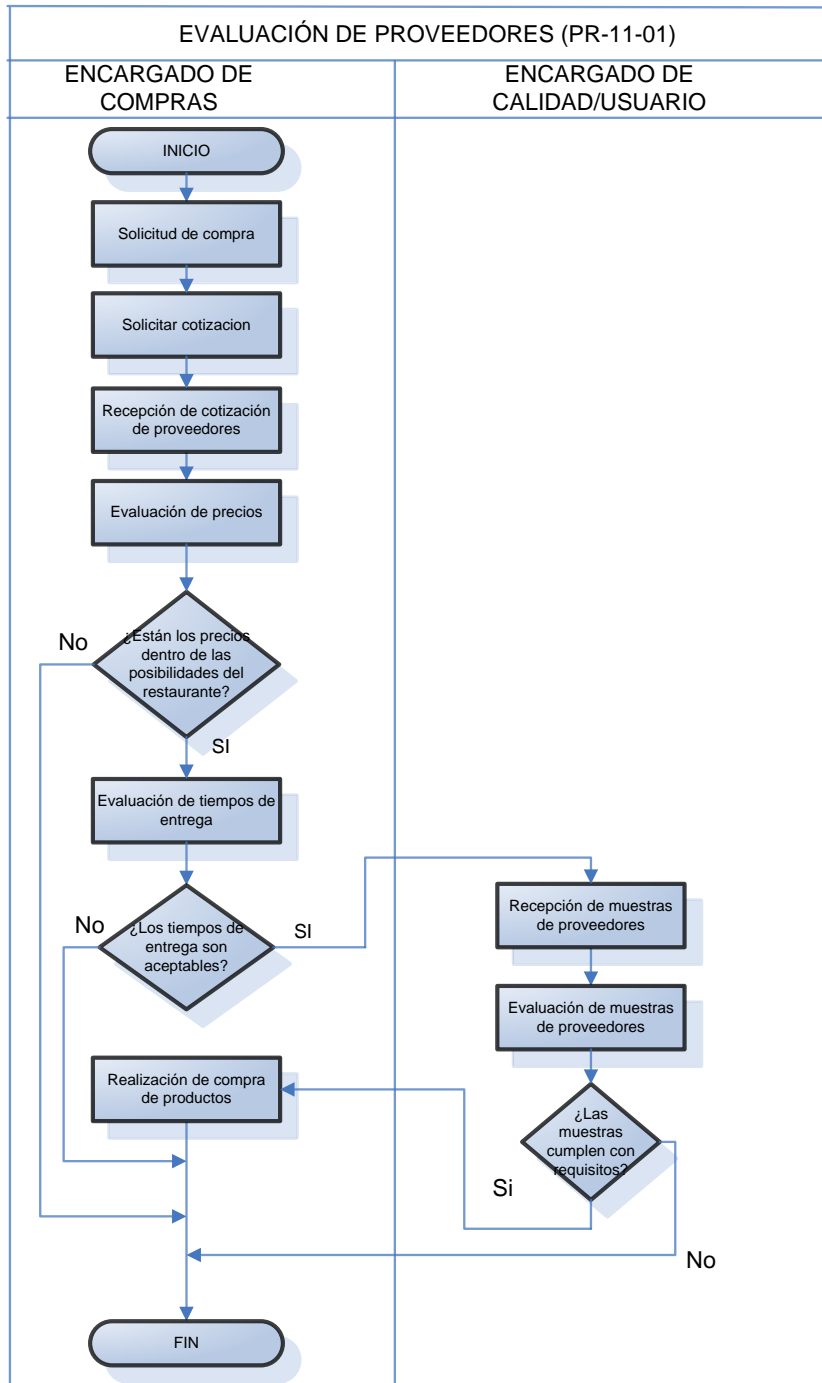 EVALUACIÓN DE PROVEEDORES (PR-11-01)
ENCARGADO DE
COMPRAS
ENCARGADO DE
CALIDAD/USUARIO
INICIO
Solicitud de compra
Solicitar cotizacion
Recepción de cotización
de proveedores
Evaluación de precios
¿Están los precios
dentro de las
posibilidades del
restaurante?
No
SI
Evaluación de tiempos de
entrega
¿Los tiempos de
entrega son
aceptables?
No
SI
Recepción de muestras
de proveedores
Evaluación de muestras
de proveedores
¿Las
muestras
cumplen con
requisitos?
Si
No
Realización de compra
de productos
FIN